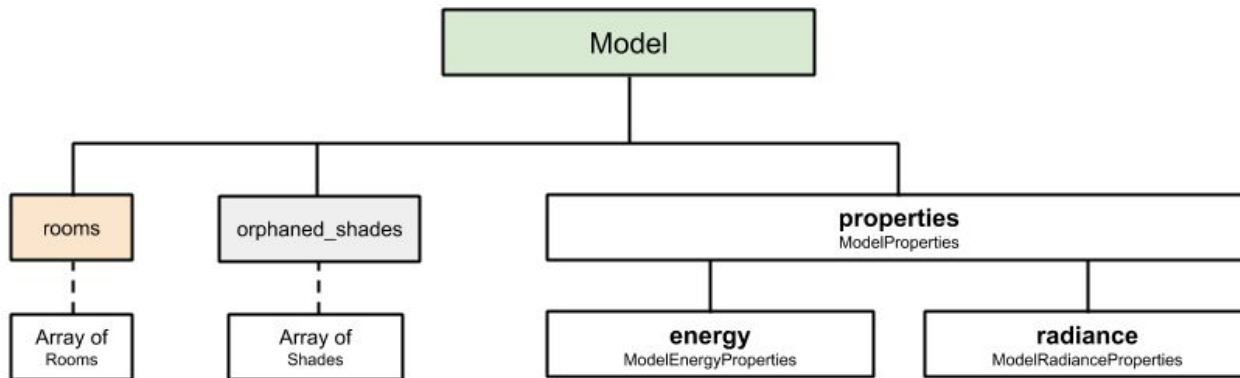 Model
rooms
orphaned_shades
properties
ModelProperties
Array of
Rooms
Array of
Shades
energy
ModelEnergyProperties
radiance
ModelRadianceProperties